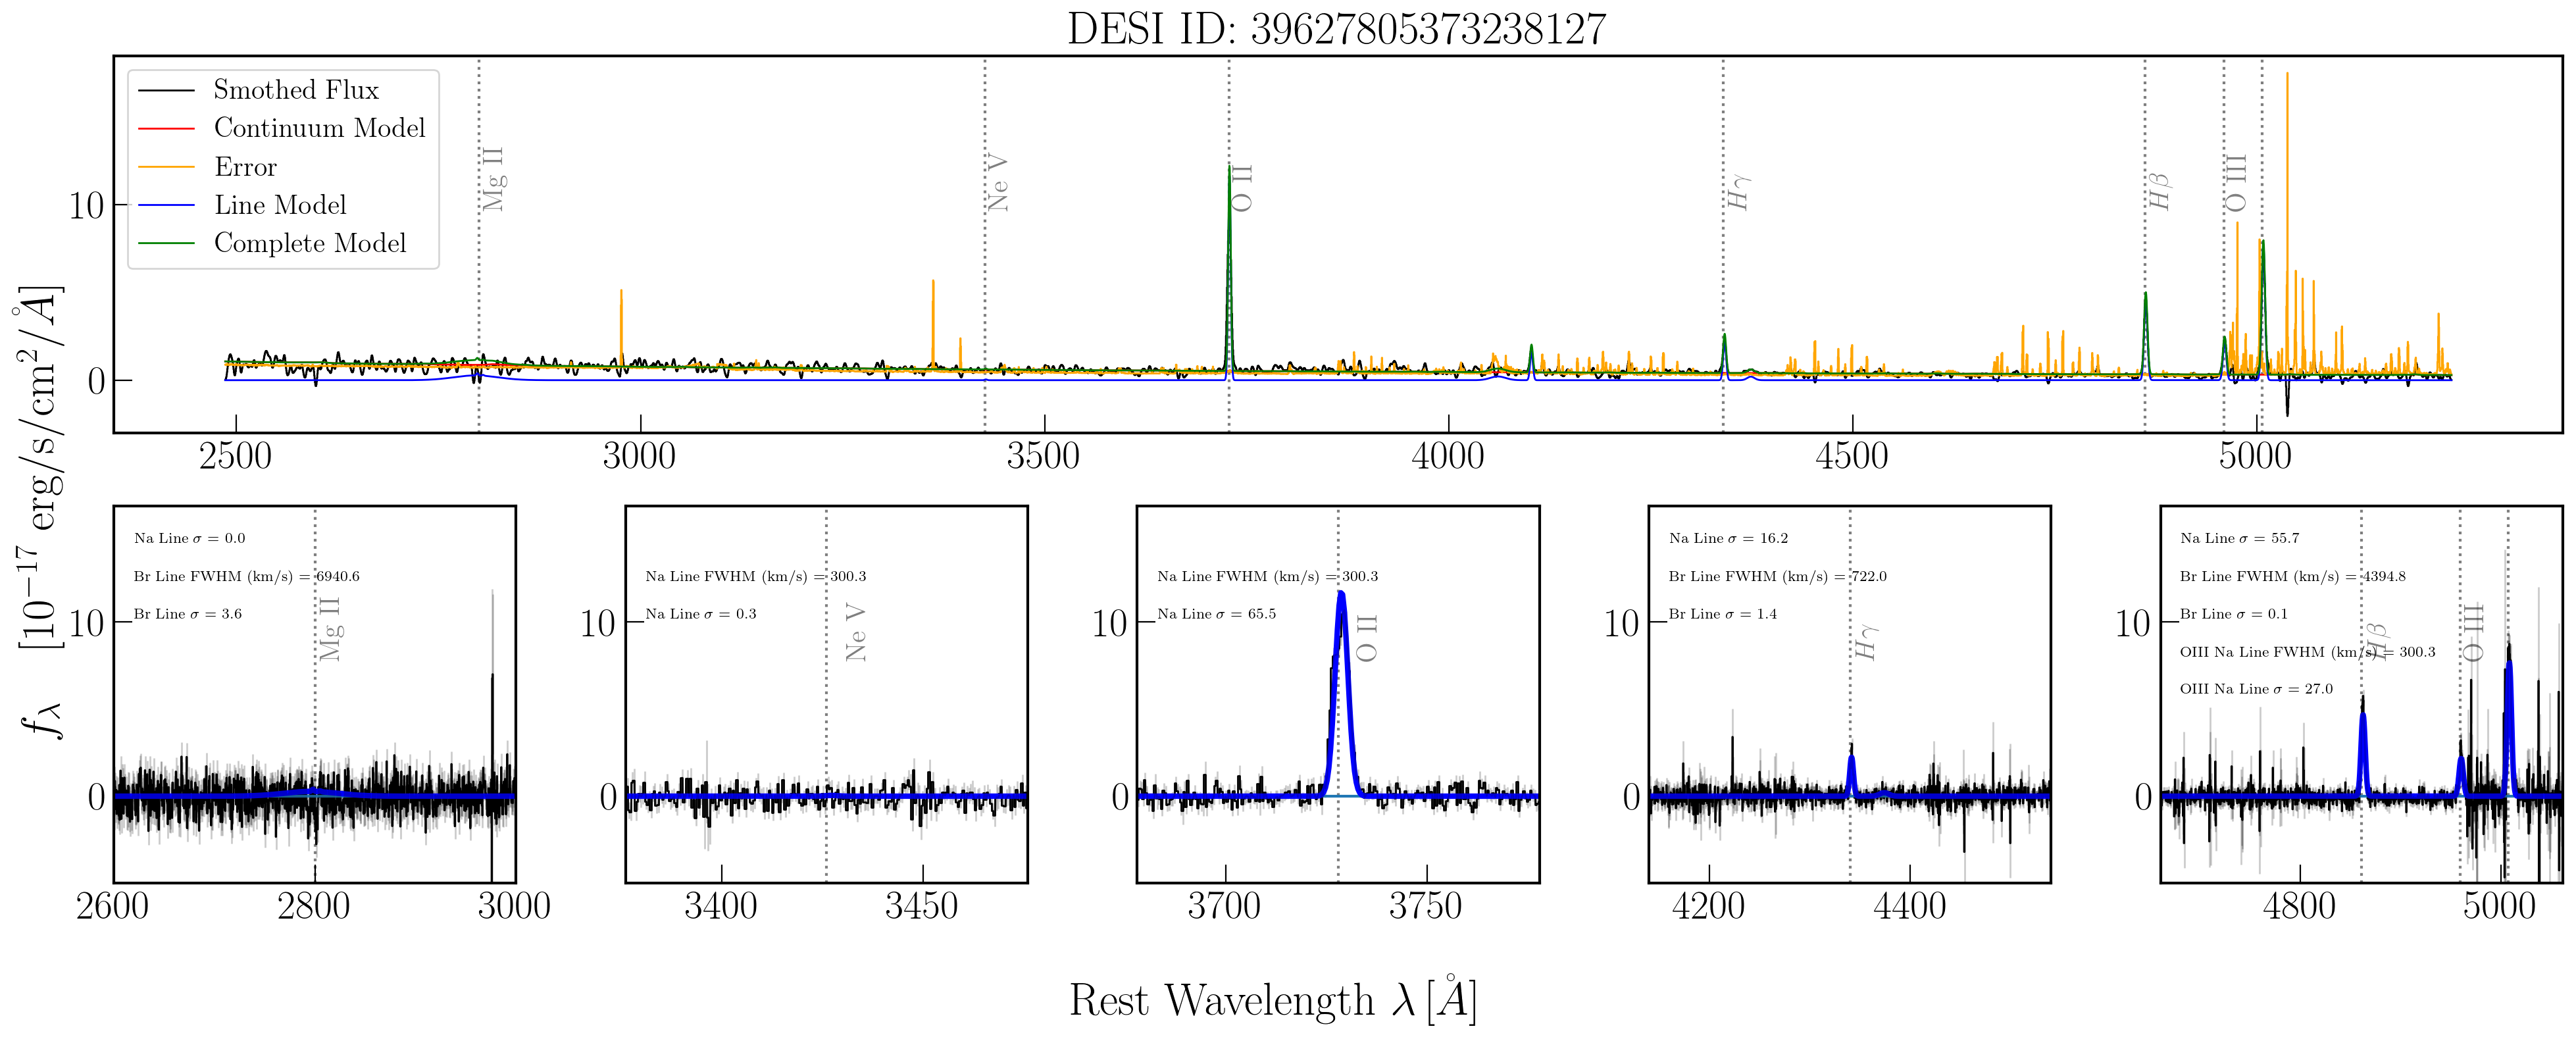 DESI ID: 39627805373238127
Smothed Flux
Continuum Model
Error
Line Model
Complete Model
Mg II
Ne V
O II
Hγ
Hβ
O III
10
0
2500
3000
3500
4000
4500
5000
f_λ [10^{-17} erg/s/cm^2/Å]
Na Line σ = 0.0
Br Line FWHM (km/s) = 6940.6
Br Line σ = 3.6
Mg II
10
0
2600
2800
3000
Na Line FWHM (km/s) = 300.3
Na Line σ = 0.3
Ne V
10
0
3400
3450
Na Line FWHM (km/s) = 300.3
Na Line σ = 65.5
O II
10
0
3700
3750
Na Line σ = 16.2
Br Line FWHM (km/s) = 722.0
Br Line σ = 1.4
Hγ
10
0
4200
4400
Na Line σ = 55.7
Br Line FWHM (km/s) = 4394.8
Br Line σ = 0.1
OIII Na Line FWHM (km/s) = 300.3
OIII Na Line σ = 27.0
Hβ
O III
10
0
4800
5000
Rest Wavelength λ [Å]